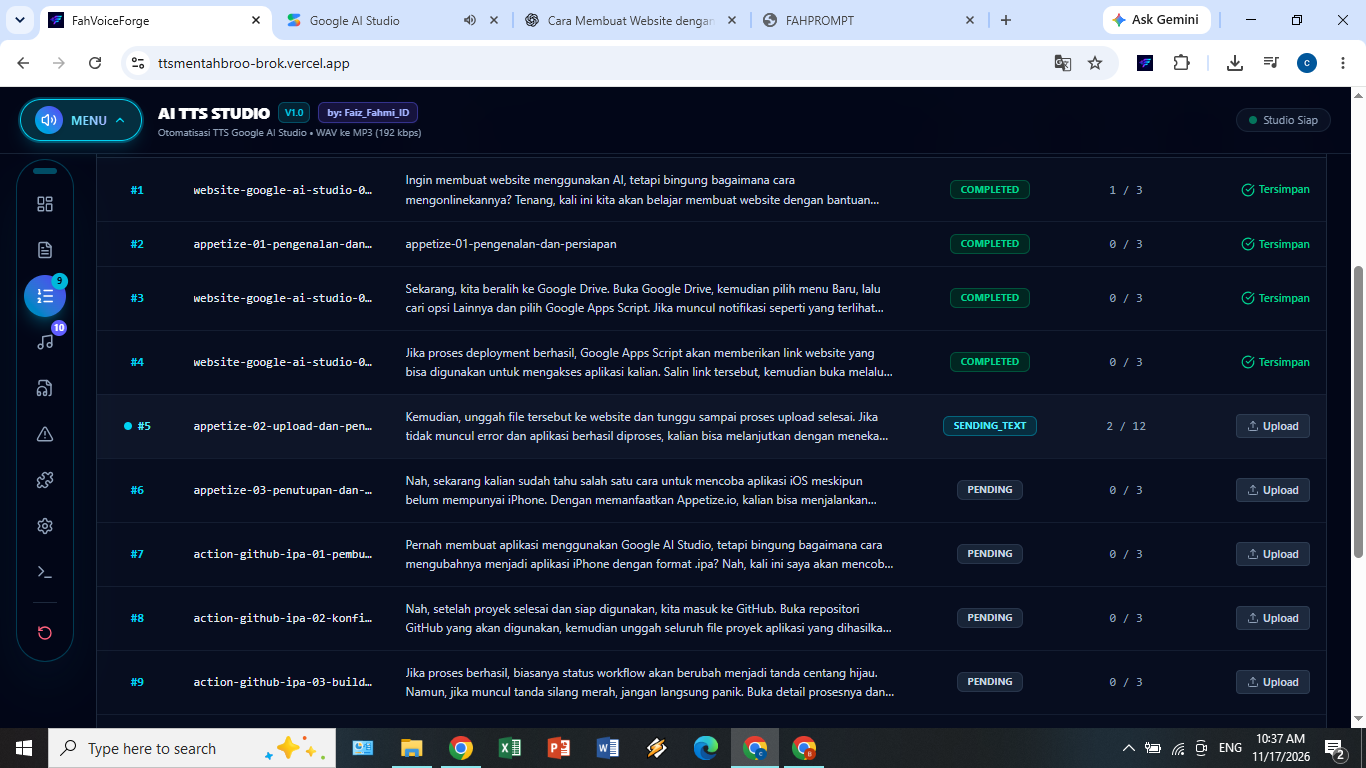 FahVoiceForge
Google AI Studio
Cara Membuat Website dengan
FAHPROMPT
Ask Gemini
ttsmentahbroo-brok.vercel.app
c
MENU
AI TTS STUDIO
V1.0
by: Faiz_Fahmi_ID
Otomatisasi TTS Google AI Studio • WAV ke MP3 (192 kbps)
Studio Siap
9
10
#1
website-google-ai-studio-0…
Ingin membuat website menggunakan AI, tetapi bingung bagaimana cara
mengonlinekannya? Tenang, kali ini kita akan belajar membuat website dengan bantuan…
COMPLETED
1 / 3
Tersimpan
#2
appetize-01-pengenalan-dan…
appetize-01-pengenalan-dan-persiapan
COMPLETED
0 / 3
Tersimpan
#3
website-google-ai-studio-0…
Sekarang, kita beralih ke Google Drive. Buka Google Drive, kemudian pilih menu Baru, lalu
cari opsi Lainnya dan pilih Google Apps Script. Jika muncul notifikasi seperti yang terlihat…
COMPLETED
0 / 3
Tersimpan
#4
website-google-ai-studio-0…
Jika proses deployment berhasil, Google Apps Script akan memberikan link website yang
bisa digunakan untuk mengakses aplikasi kalian. Salin link tersebut, kemudian buka melalu…
COMPLETED
0 / 3
Tersimpan
#5
appetize-02-upload-dan-pen…
Kemudian, unggah file tersebut ke website dan tunggu sampai proses upload selesai. Jika
tidak muncul error dan aplikasi berhasil diproses, kalian bisa melanjutkan dengan meneka…
SENDING_TEXT
2 / 12
Upload
#6
appetize-03-penutupan-dan-…
Nah, sekarang kalian sudah tahu salah satu cara untuk mencoba aplikasi iOS meskipun
belum mempunyai iPhone. Dengan memanfaatkan Appetize.io, kalian bisa menjalankan…
PENDING
0 / 3
Upload
#7
action-github-ipa-01-pembu…
Pernah membuat aplikasi menggunakan Google AI Studio, tetapi bingung bagaimana cara
mengubahnya menjadi aplikasi iPhone dengan format .ipa? Nah, kali ini saya akan mencob…
PENDING
0 / 3
Upload
#8
action-github-ipa-02-konfi…
Nah, setelah proyek selesai dan siap digunakan, kita masuk ke GitHub. Buka repositori
GitHub yang akan digunakan, kemudian unggah seluruh file proyek aplikasi yang dihasilka…
PENDING
0 / 3
Upload
#9
action-github-ipa-03-build…
Jika proses berhasil, biasanya status workflow akan berubah menjadi tanda centang hijau.
Namun, jika muncul tanda silang merah, jangan langsung panik. Buka detail prosesnya dan…
PENDING
0 / 3
Upload
Type here to search
ENG
10:37 AM
11/17/2026
2